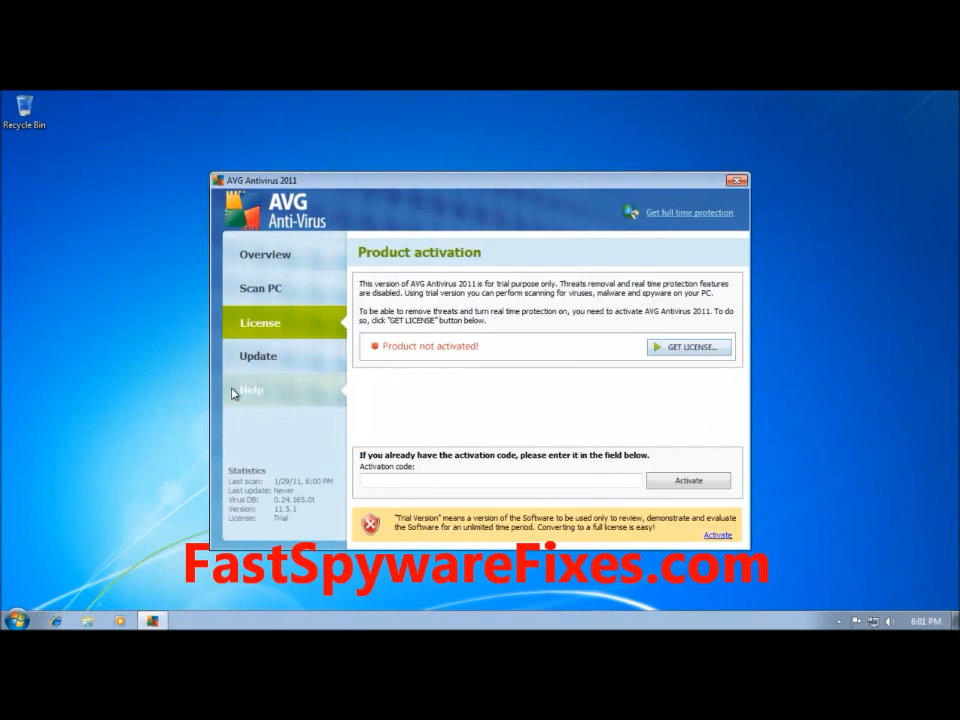 Recycle Bin
AVG Antivirus 2011
AVG
Anti-Virus
Get full time protection
Overview
Scan PC
License
Update
Help
Statistics
Last scan: 1/29/11, 6:00 PM
Last update: Never
Virus DB: 0.24.165.0t
Version: 11.5.1
License: Trial
Product activation
This version of AVG Antivirus 2011 is for trial purpose only. Threats removal and real time protection features
are disabled. Using trial version you can perform scanning for viruses, malware and spyware on your PC.
To be able to remove threats and turn real time protection on, you need to activate AVG Antivirus 2011. To do
so, click "GET LICENSE" button below.
Product not activated!
GET LICENSE...
If you already have the activation code, please enter it in the field below.
Activation code:
Activate
"Trial Version" means a version of the Software to be used only to review, demonstrate and evaluate
the Software for an unlimited time period. Converting to a full license is easy!
Activate
FastSpywareFixes.com
6:01 PM